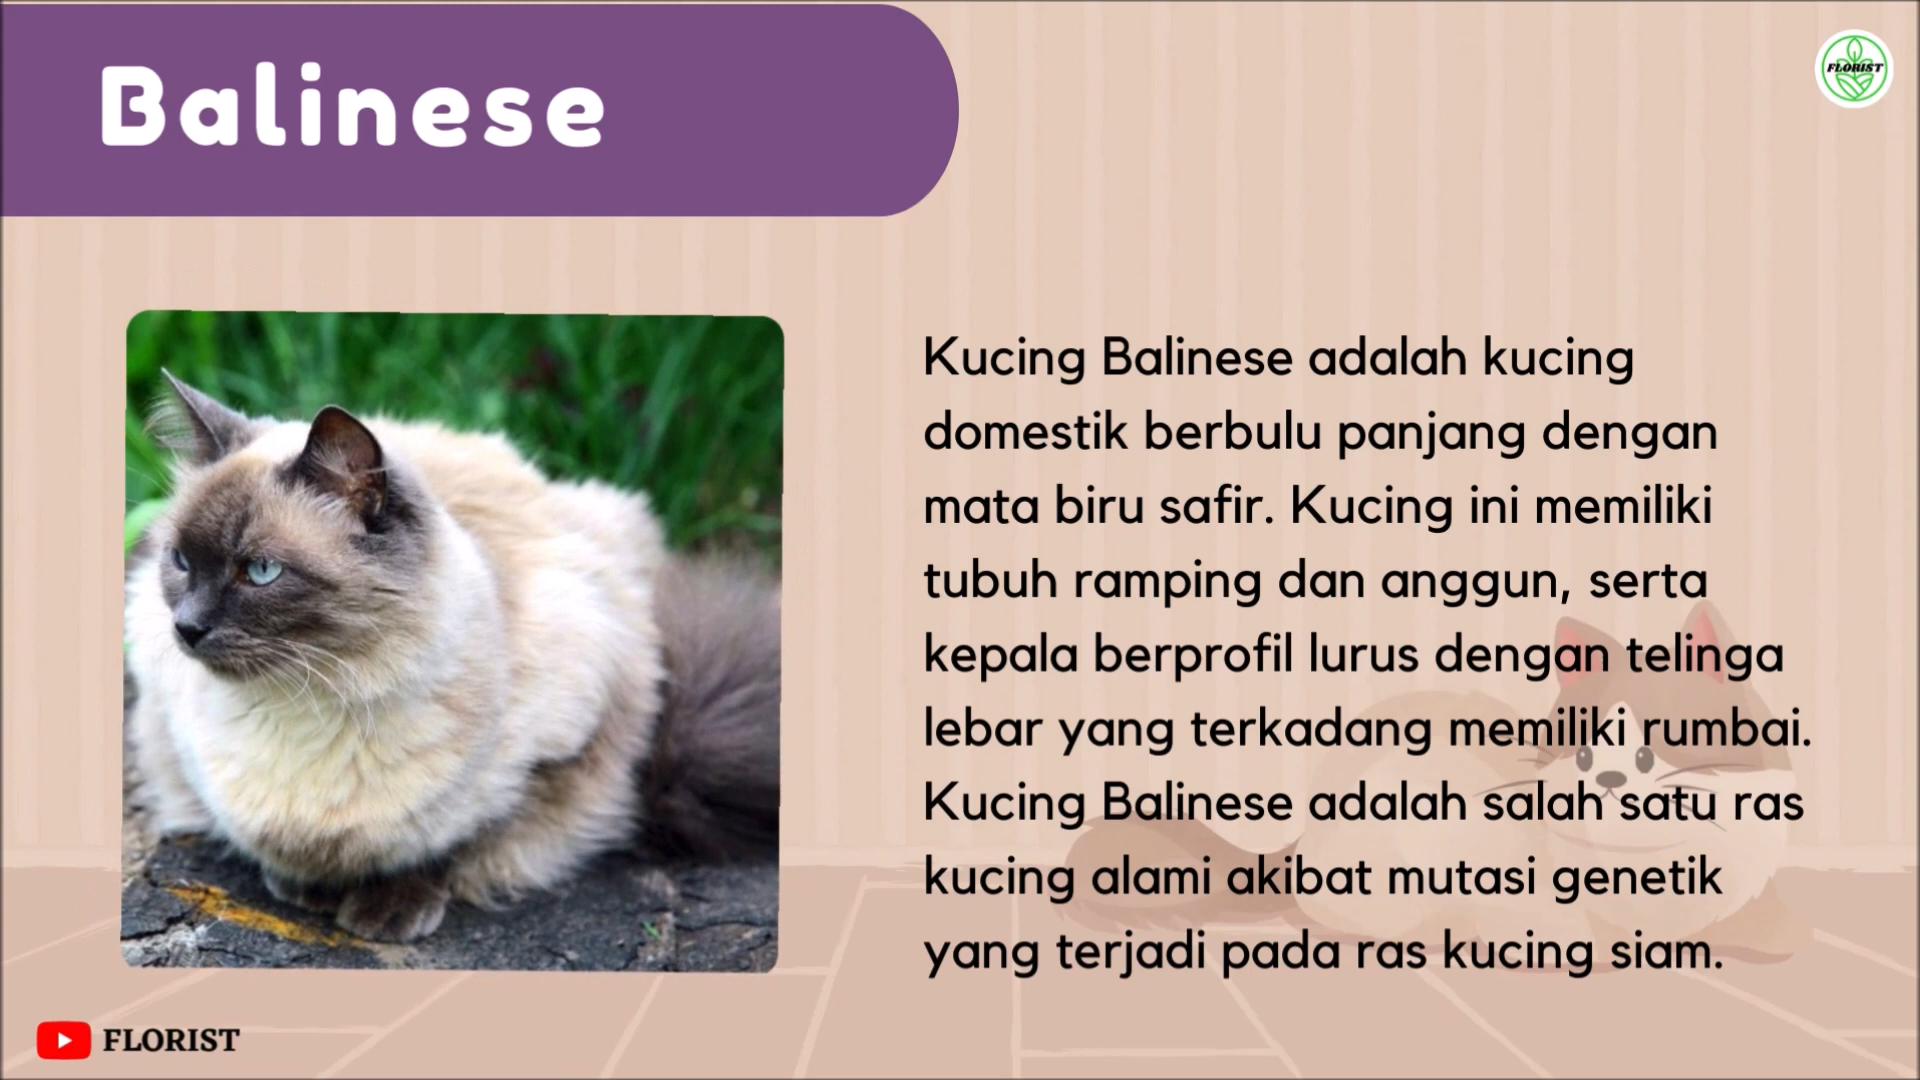 Balinese
FLORIST
Kucing Balinese adalah kucing
domestik berbulu panjang dengan
mata biru safir. Kucing ini memiliki
tubuh ramping dan anggun, serta
kepala berprofil lurus dengan telinga
lebar yang terkadang memiliki rumbai.
Kucing Balinese adalah salah satu ras
kucing alami akibat mutasi genetik
yang terjadi pada ras kucing siam.
FLORIST